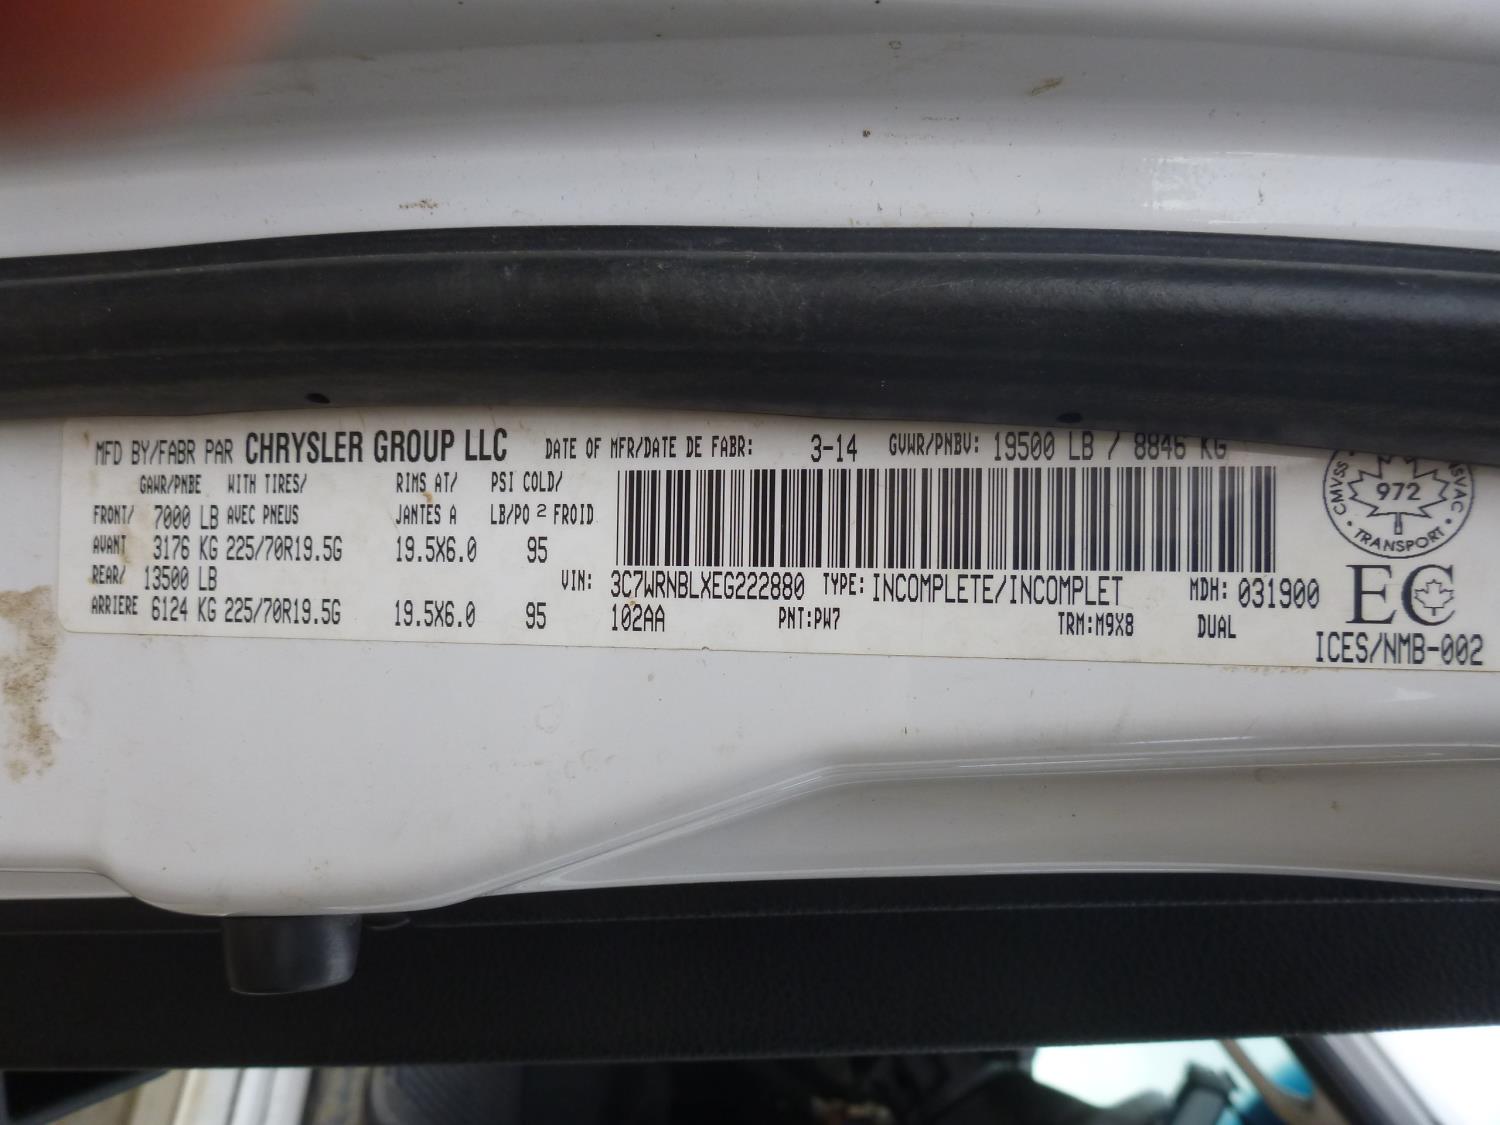 MFD BY/FABR PAR CHRYSLER GROUP LLC DATE OF MFR/DATE DE FABR: 3-14 GVWR/PNBV: 19500 LB / 8846 KG
GAWR/PNBE WITH TIRES/ RIMS AT/ PSI COLD/
FRONT/ 7000 LB AVEC PNEUS JANTES A LB/PO 2 FROID
AVANT 3176 KG 225/70R19.5G 19.5X6.0 95
REAR/ 13500 LB
VIN: 3C7WRNBLXEG222880 TYPE: INCOMPLETE/INCOMPLET MDH: 031900
ARRIERE 6124 KG 225/70R19.5G 19.5X6.0 95 102AA PNT:PW7 TRM:M9X8 DUAL
CMVSS
972
TRANSPORT
EC
ICES/NMB-002